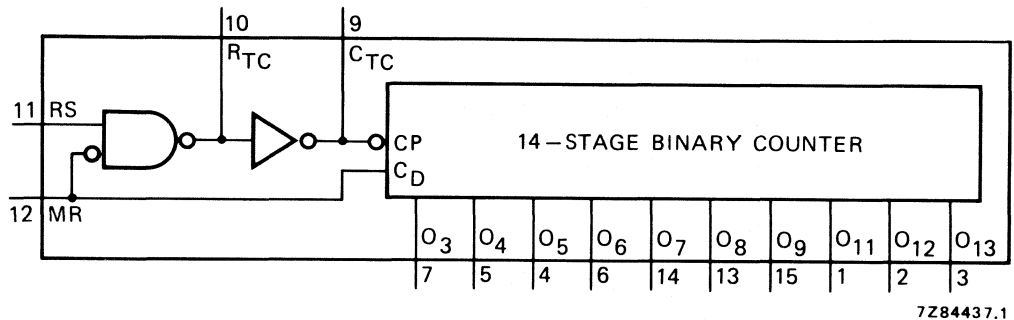 10 9
RTC CTC
11 RS
14-STAGE BINARY COUNTER
CP
CD
12 MR
O3 O4 O5 O6 O7 O8 O9 O11 O12 O13
7 5 4 6 14 13 15 1 2 3
7Z84437.1